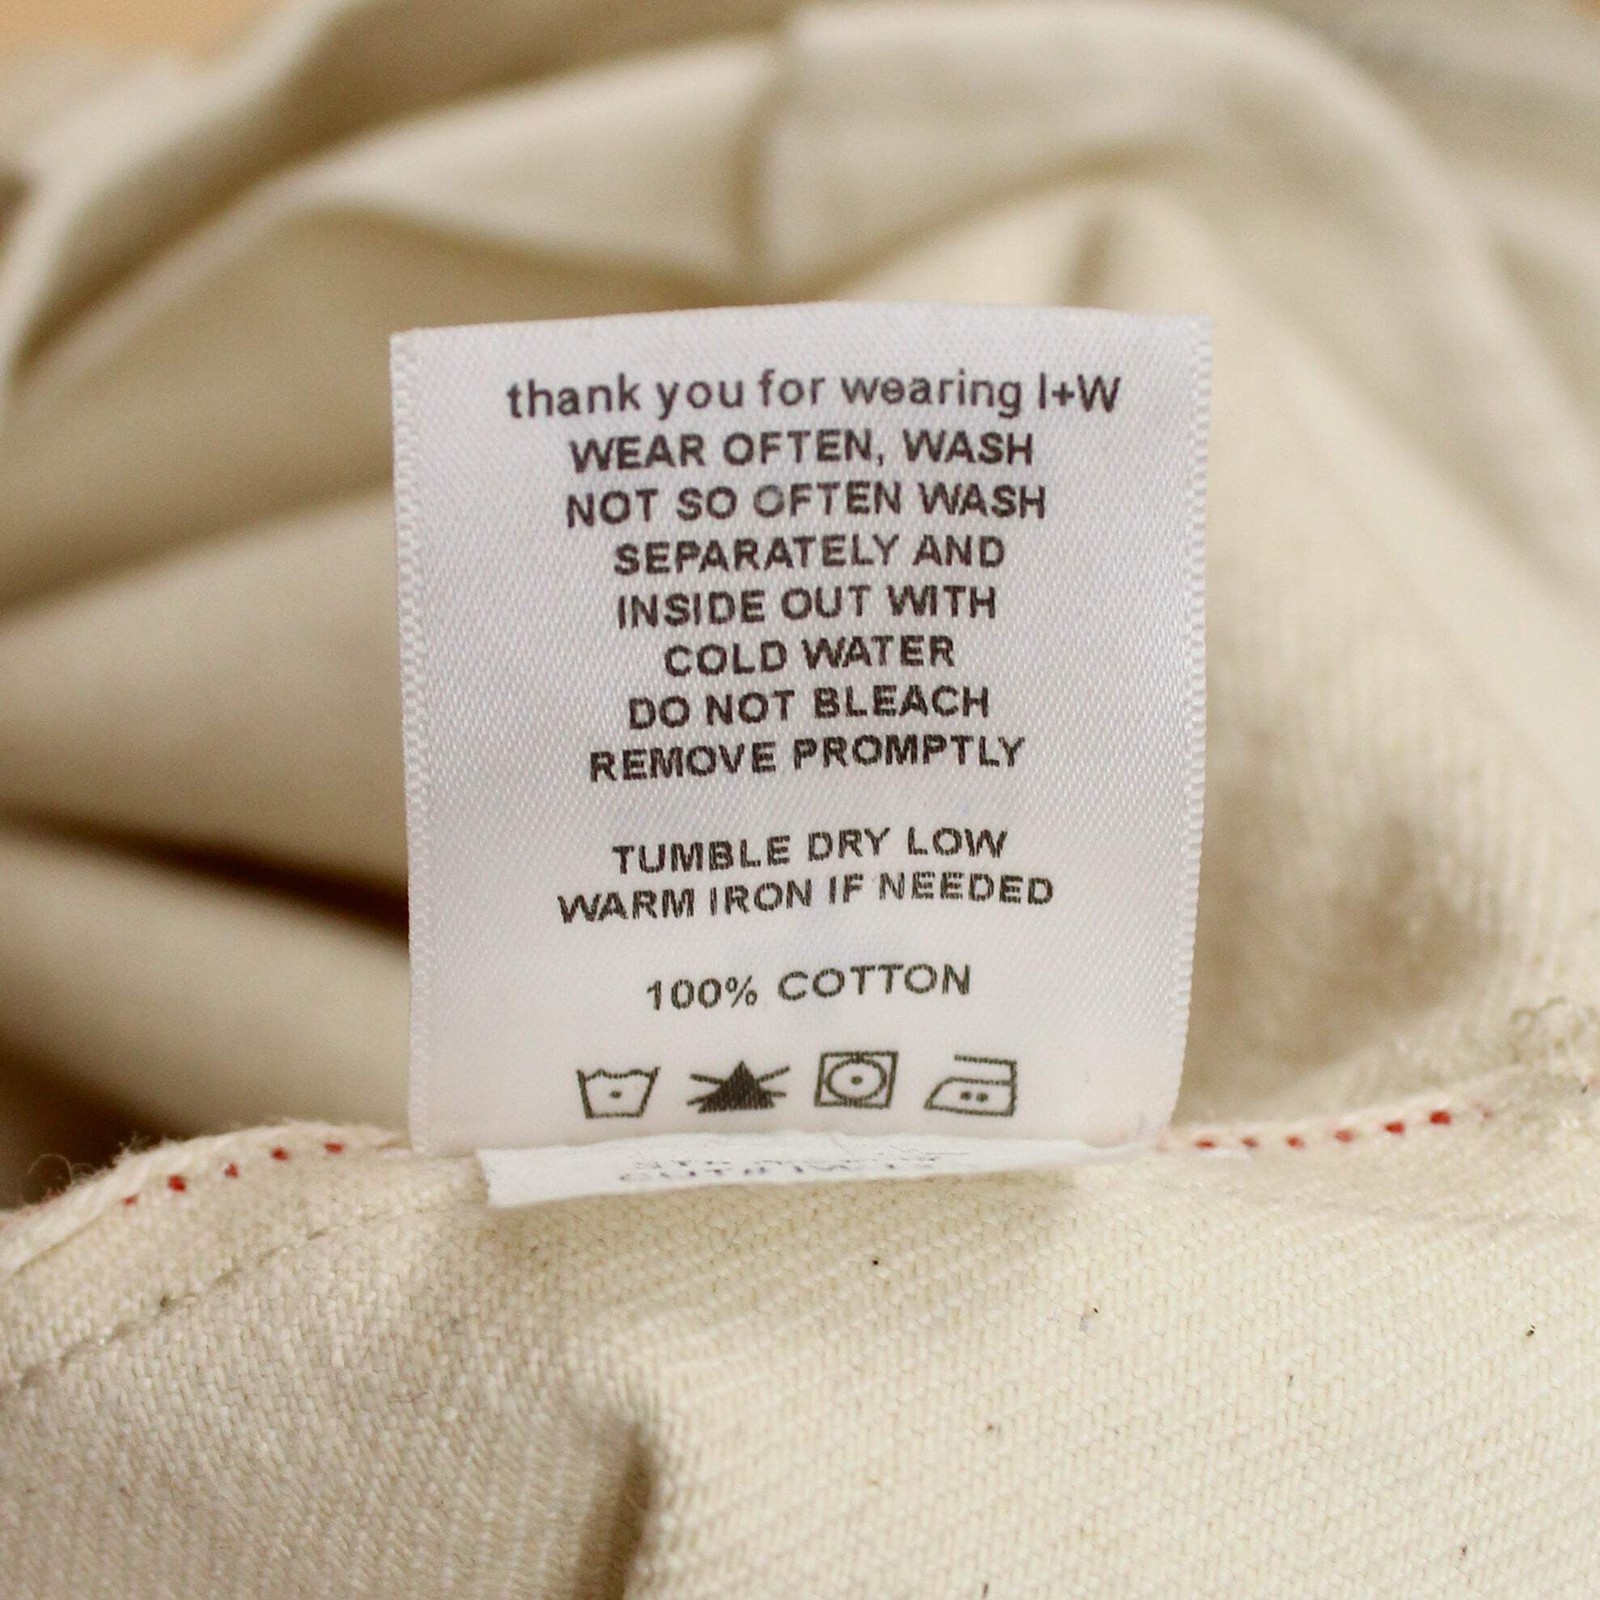 thank you for wearing I+W
WEAR OFTEN, WASH
NOT SO OFTEN WASH
SEPARATELY AND
INSIDE OUT WITH
COLD WATER
DO NOT BLEACH
REMOVE PROMPTLY
TUMBLE DRY LOW
WARM IRON IF NEEDED
100% COTTON